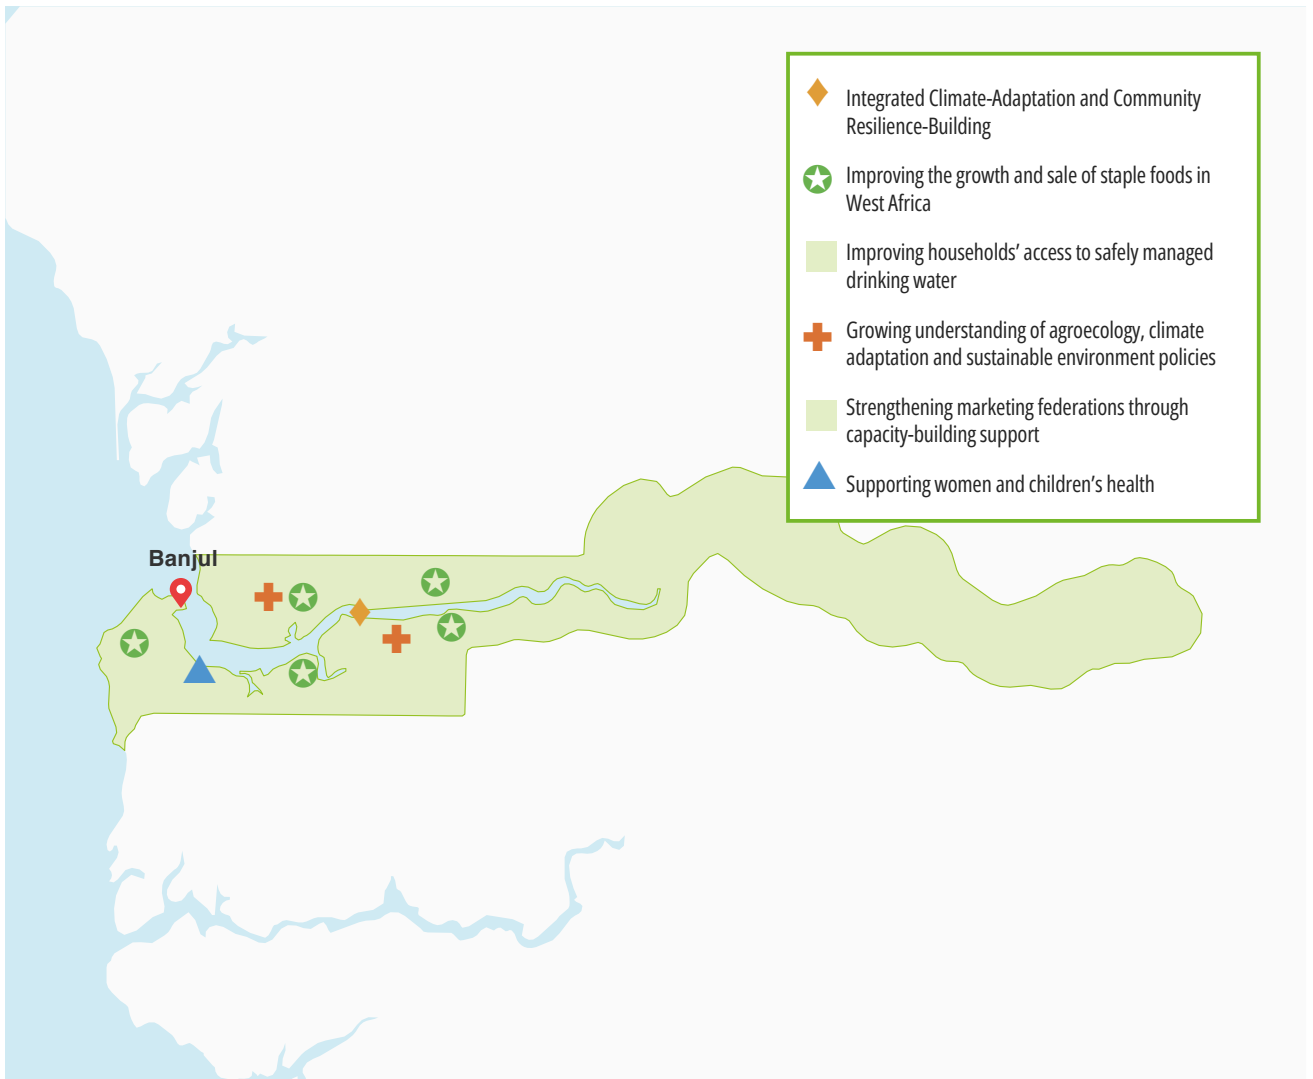 Integrated Climate-Adaptation and Community
Resilience-Building
Improving the growth and sale of staple foods in
West Africa
Improving households’ access to safely managed
drinking water
Growing understanding of agroecology, climate
adaptation and sustainable environment policies
Strengthening marketing federations through
capacity-building support
Supporting women and children’s health
Banjul